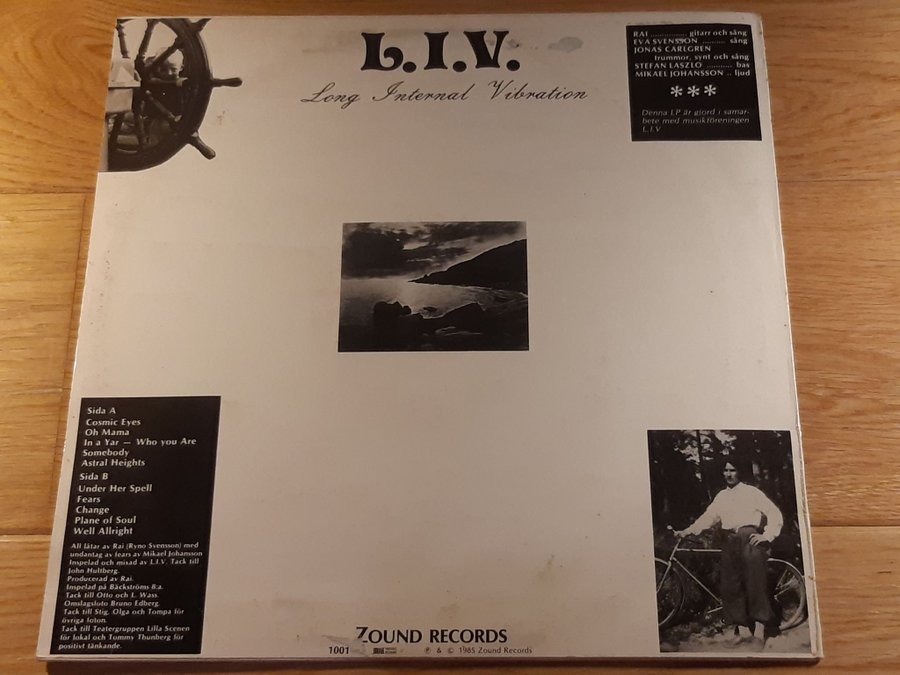 L.I.V.
Long Internal Vibration
RAI ............... gitarr och sång
EVA SVENSSON .......... sång
JONAS CARLGREN
trummor, synt och sång
STEFAN LASZLO ........... bas
MIKAEL JOHANSSON .. ljud
***
Denna LP är gjord i samar-
bete med musikföreningen
L.I.V
Sida A
Cosmic Eyes
Oh Mama
In a Yar — Who you Are
Somebody
Astral Heights
Sida B
Under Her Spell
Fears
Change
Plane of Soul
Well Allright
All låtar av Rai (Ryno Svensson) med
undantag av fears av Mikael Johansson
Inspelad och mixad av L.I.V. Tack till
John Hultberg.
Producerad av Rai.
Inspelad på Bäckströms B:a.
Tack till Otto och L. Wass.
Omslagsfoto Bruno Edberg.
Tack till Stig, Olga och Tompa för
övriga foton.
Tack till Teatergruppen Lilla Scenen
för lokal och Tommy Thunberg för
positivt tänkande.
ZOUND RECORDS
1001 ℗ & © 1985 Zound Records